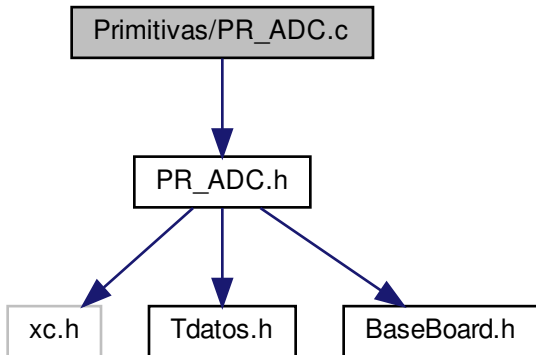 Primitivas/PR_ADC.c
PR_ADC.h
xc.h
Tdatos.h
BaseBoard.h